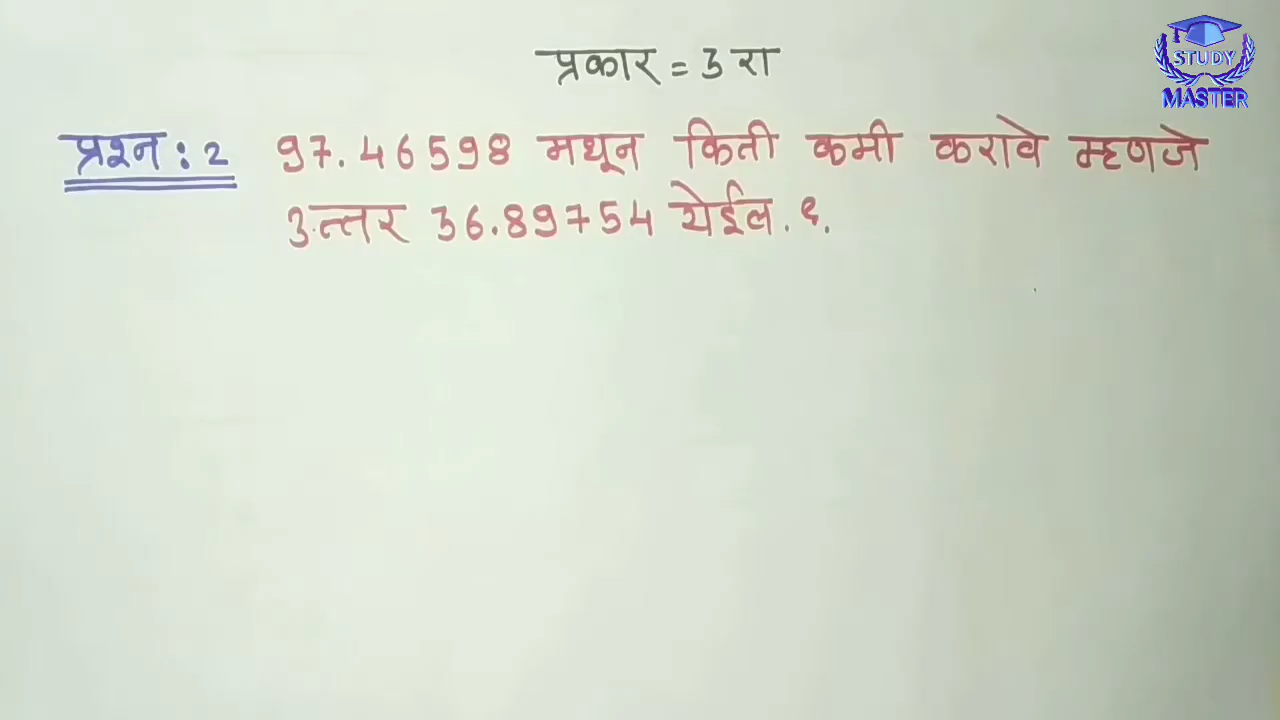 STUDY
MASTER
प्रकार = 3 रा
प्रश्न : 2 97.46598 मधून किती कमी करावे म्हणजे
उत्तर 36.89754 येईल. ?.